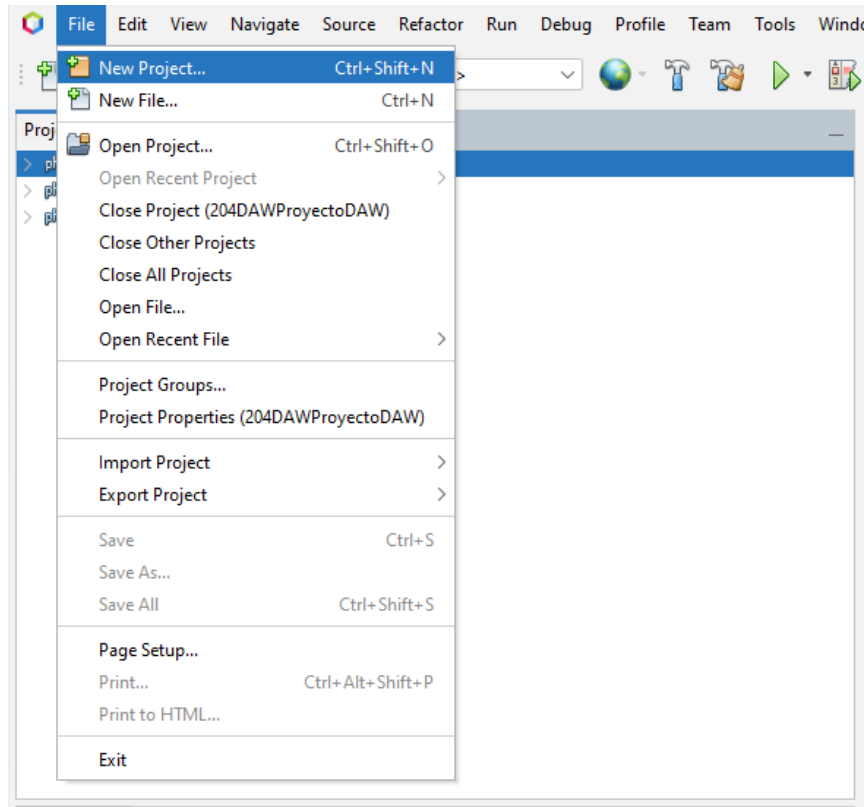 File Edit View Navigate Source Refactor Run Debug Profile Team Tools
New Project... Ctrl+Shift+N
New File... Ctrl+N
Open Project... Ctrl+Shift+O
Open Recent Project
Close Project (204DAWProyectoDAW)
Close Other Projects
Close All Projects
Open File...
Open Recent File
Project Groups...
Project Properties (204DAWProyectoDAW)
Import Project
Export Project
Save Ctrl+S
Save As...
Save All Ctrl+Shift+S
Page Setup...
Print... Ctrl+Alt+Shift+P
Print to HTML...
Exit